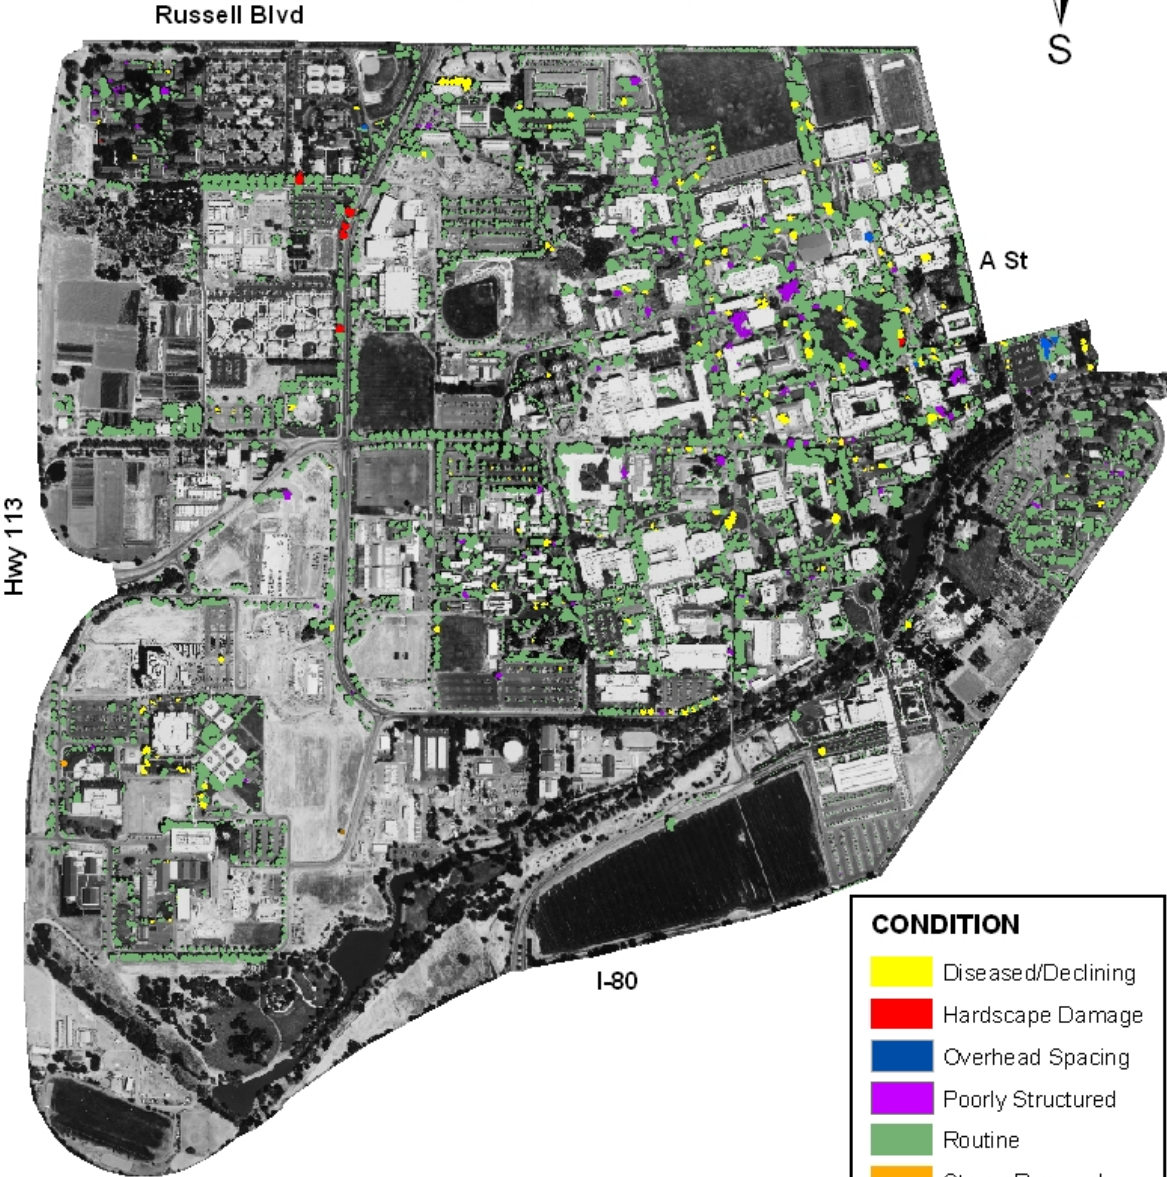 Russell Blvd
S
A St
Hwy 113
I-80
CONDITION
Diseased/Declining
Hardscape Damage
Overhead Spacing
Poorly Structured
Routine